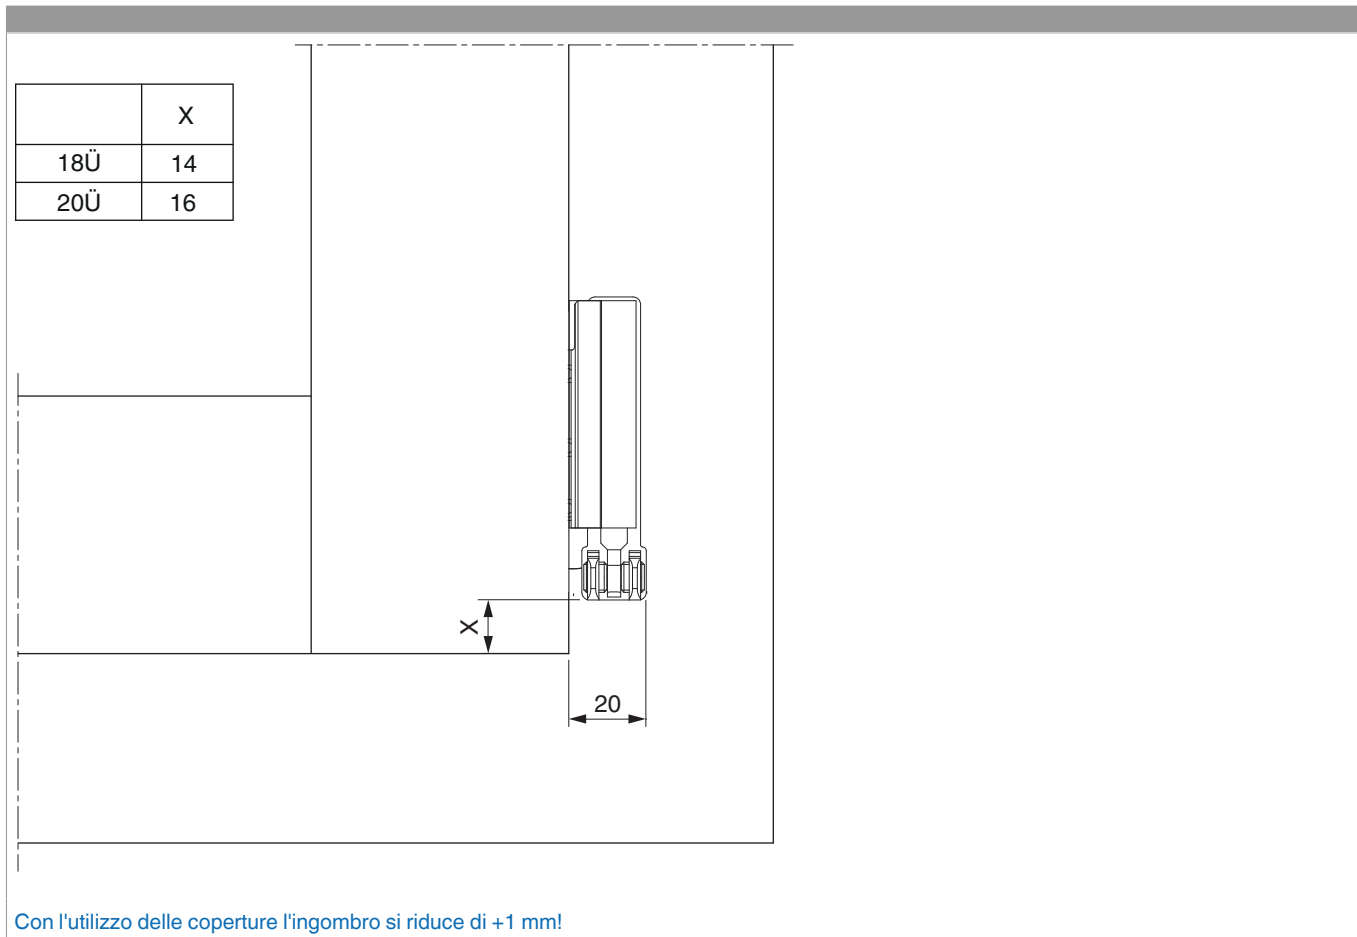 X
18Ü 14
20Ü 16
X
20
Con l'utilizzo delle coperture l'ingombro si riduce di +1 mm!